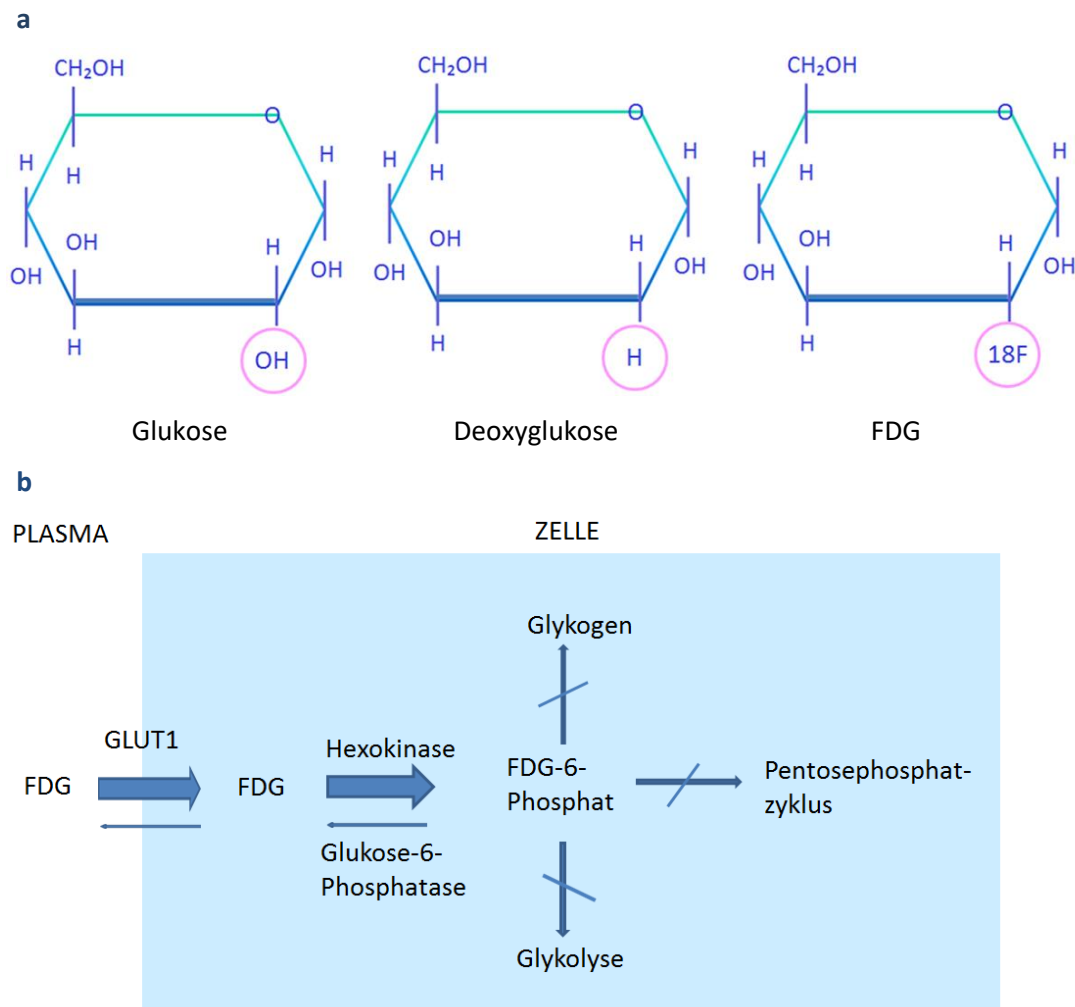 a
CH₂OH CH₂OH CH₂OH
O O O
H H H H H H
H H H
OH H OH H OH H
OH OH OH OH OH OH
H OH H H H 18F
Glukose Deoxyglukose FDG
b
PLASMA ZELLE
Glykogen
GLUT1
Hexokinase
FDG FDG FDG-6-
Phosphat
Pentosephosphat-
zyklus
Glukose-6-
Phosphatase
Glykolyse